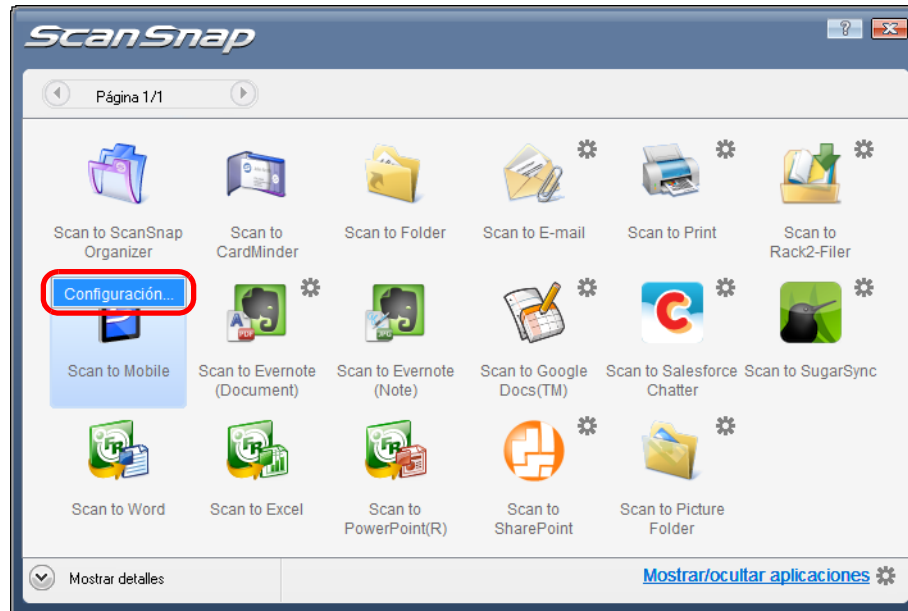 ScanSnap
Página 1/1
Scan to ScanSnap
Organizer
Scan to
CardMinder
Scan to Folder
Scan to E-mail
Scan to Print
Scan to
Rack2-Filer
Configuración...
Scan to Mobile
Scan to Evernote
(Document)
Scan to Evernote
(Note)
Scan to Google
Docs(TM)
Scan to Salesforce
Chatter
Scan to SugarSync
Scan to Word
Scan to Excel
Scan to
PowerPoint(R)
Scan to
SharePoint
Scan to Picture
Folder
Mostrar detalles
Mostrar/ocultar aplicaciones